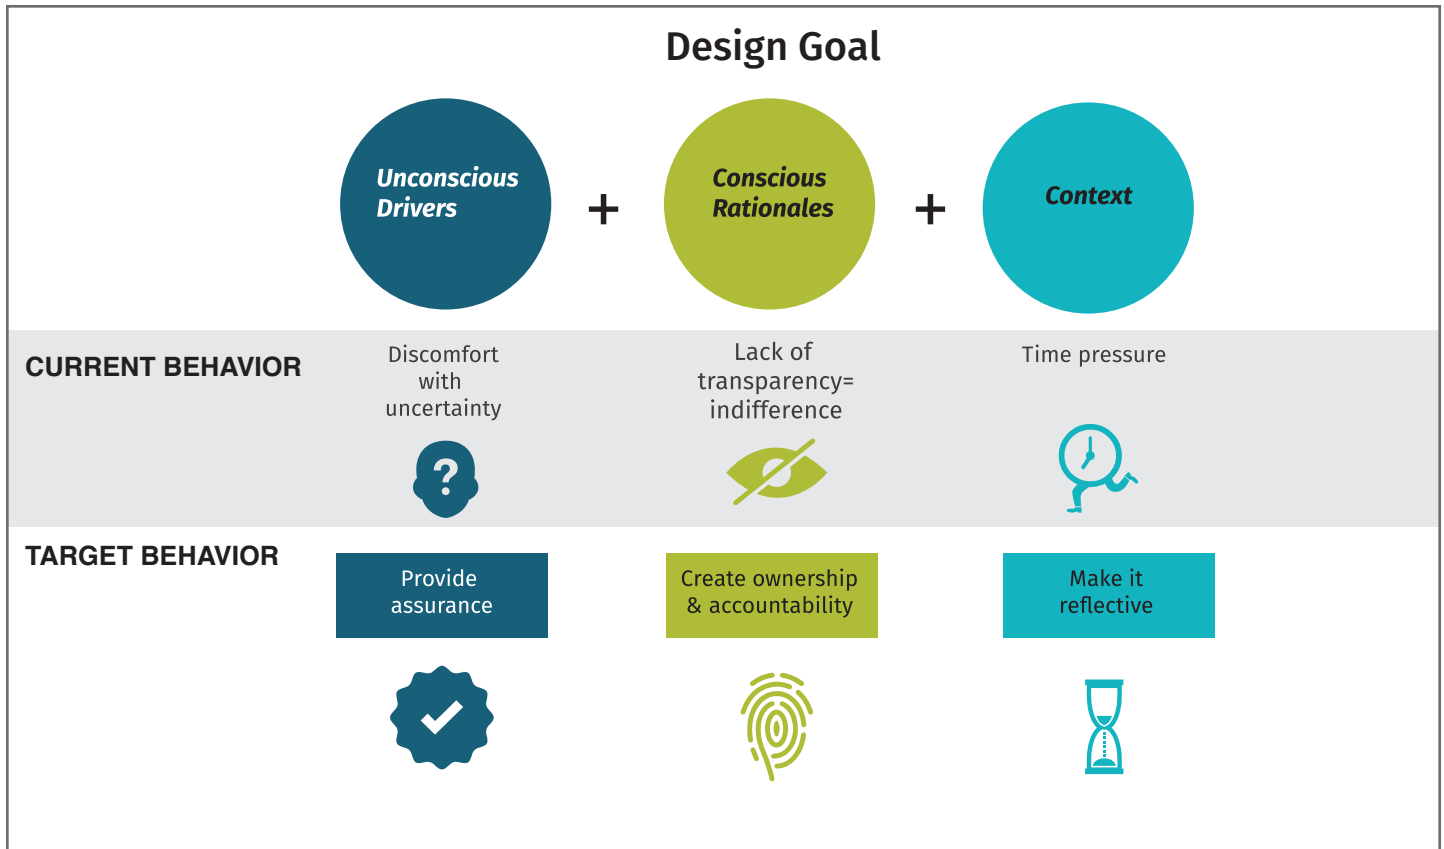 Design Goal
Unconscious
Drivers
+
Conscious
Rationales
+
Context
CURRENT BEHAVIOR
Discomfort
with
uncertainty
Lack of
transparency=
indifference
Time pressure
?
TARGET BEHAVIOR
Provide
assurance
Create ownership
& accountability
Make it
reflective